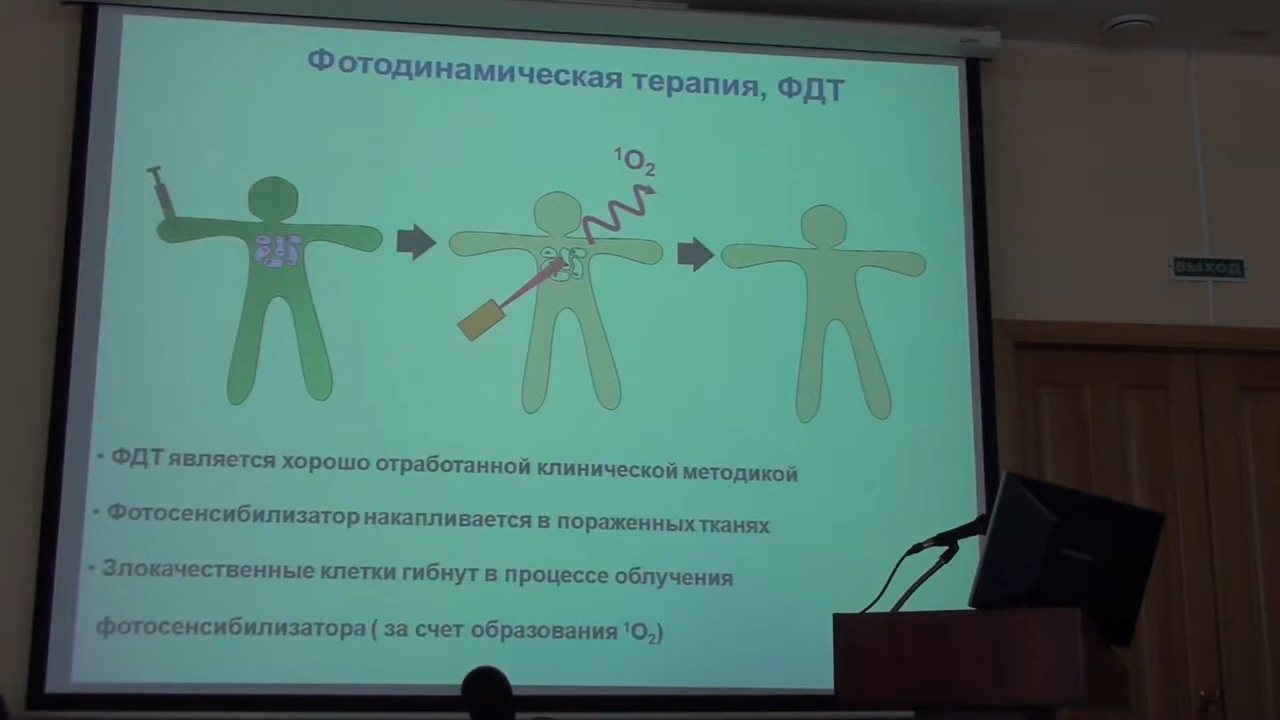 Фотодинамическая терапия, ФДТ
¹O₂
• ФДТ является хорошо отработанной клинической методикой
• Фотосенсибилизатор накапливается в пораженных тканях
• Злокачественные клетки гибнут в процессе облучения
фотосенсибилизатора ( за счет образования ¹O₂)
ВЫХОД